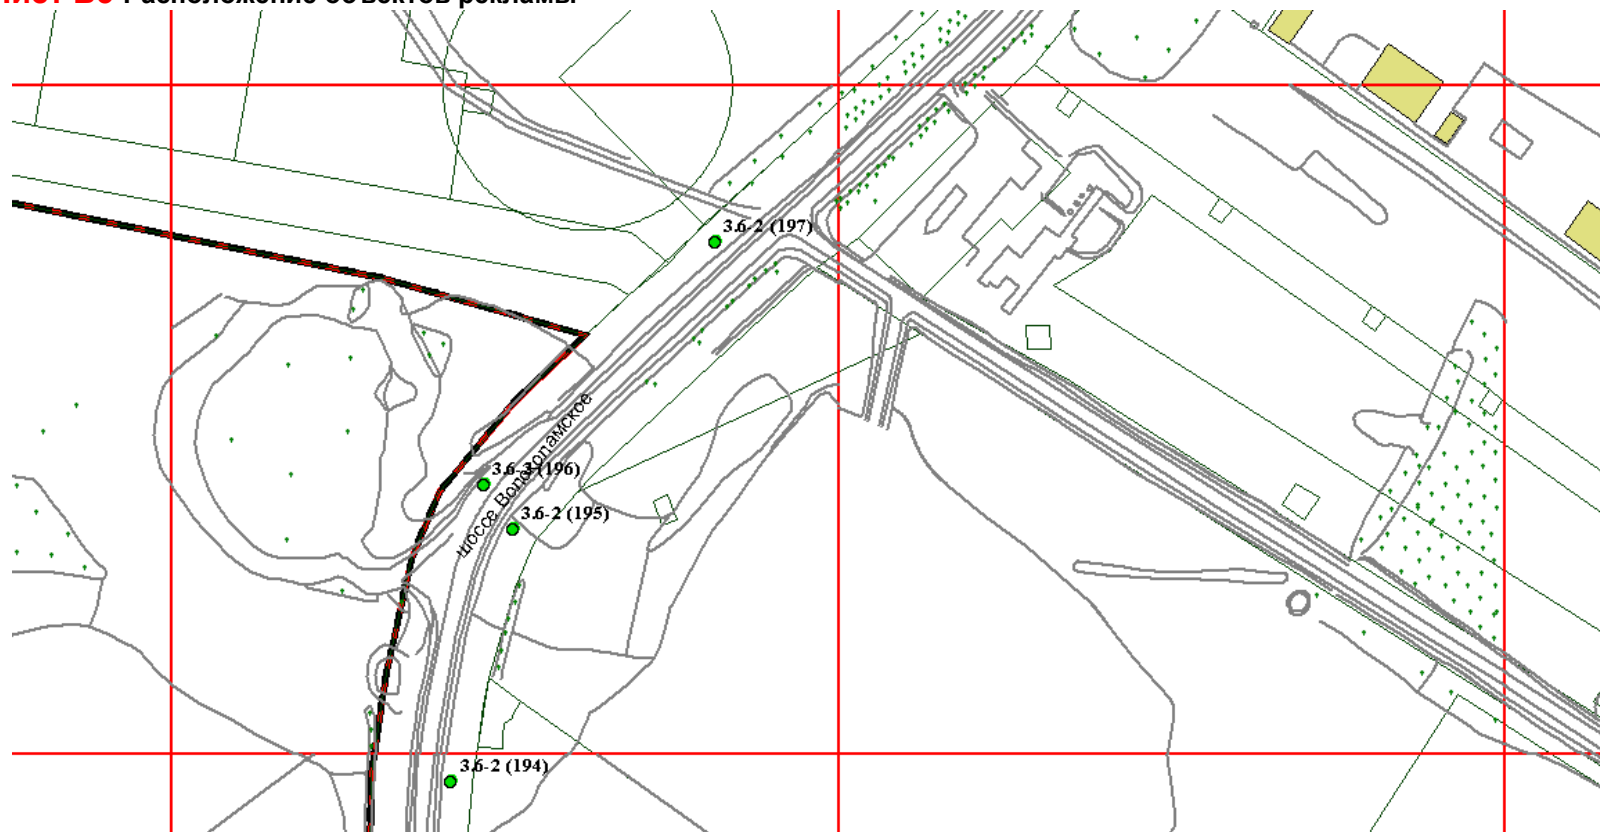 Расположение объектов рекламы
3.6-2 (197)
шоссе Волоколамское
3.6-3 (196)
3.6-2 (195)
3.6-2 (194)